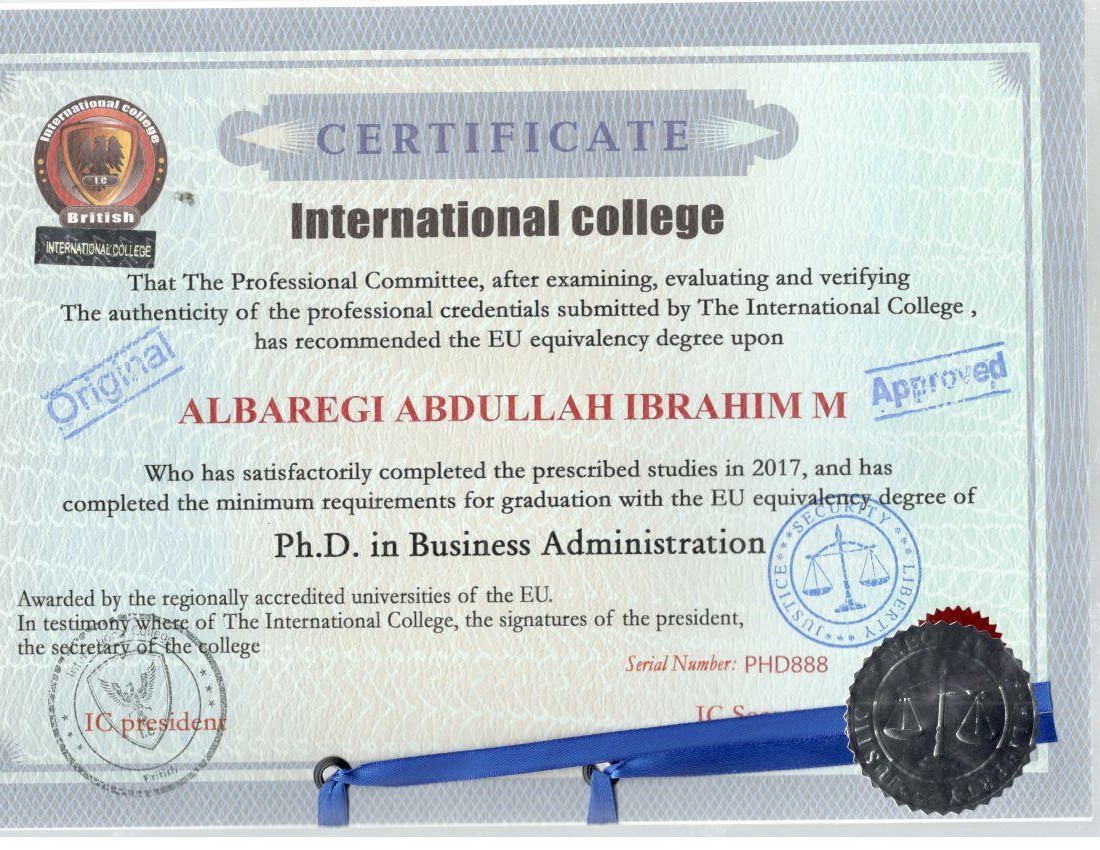 International college
I.C
British
INTERNATIONAL COLLEGE
CERTIFICATE
International college
That The Professional Committee, after examining, evaluating and verifying
The authenticity of the professional credentials submitted by The International College ,
has recommended the EU equivalency degree upon
Original
Approved
ALBAREGI ABDULLAH IBRAHIM M
Who has satisfactorily completed the prescribed studies in 2017, and has
completed the minimum requirements for graduation with the EU equivalency degree of
Ph.D. in Business Administration
SECURITY
JUSTICE
LIBERTY
JUSTIC
Awarded by the regionally accredited universities of the EU.
In testimony where of The International College, the signatures of the president,
the secretary of the college
Serial Number: PHD888
IC president
I.C
British
IC